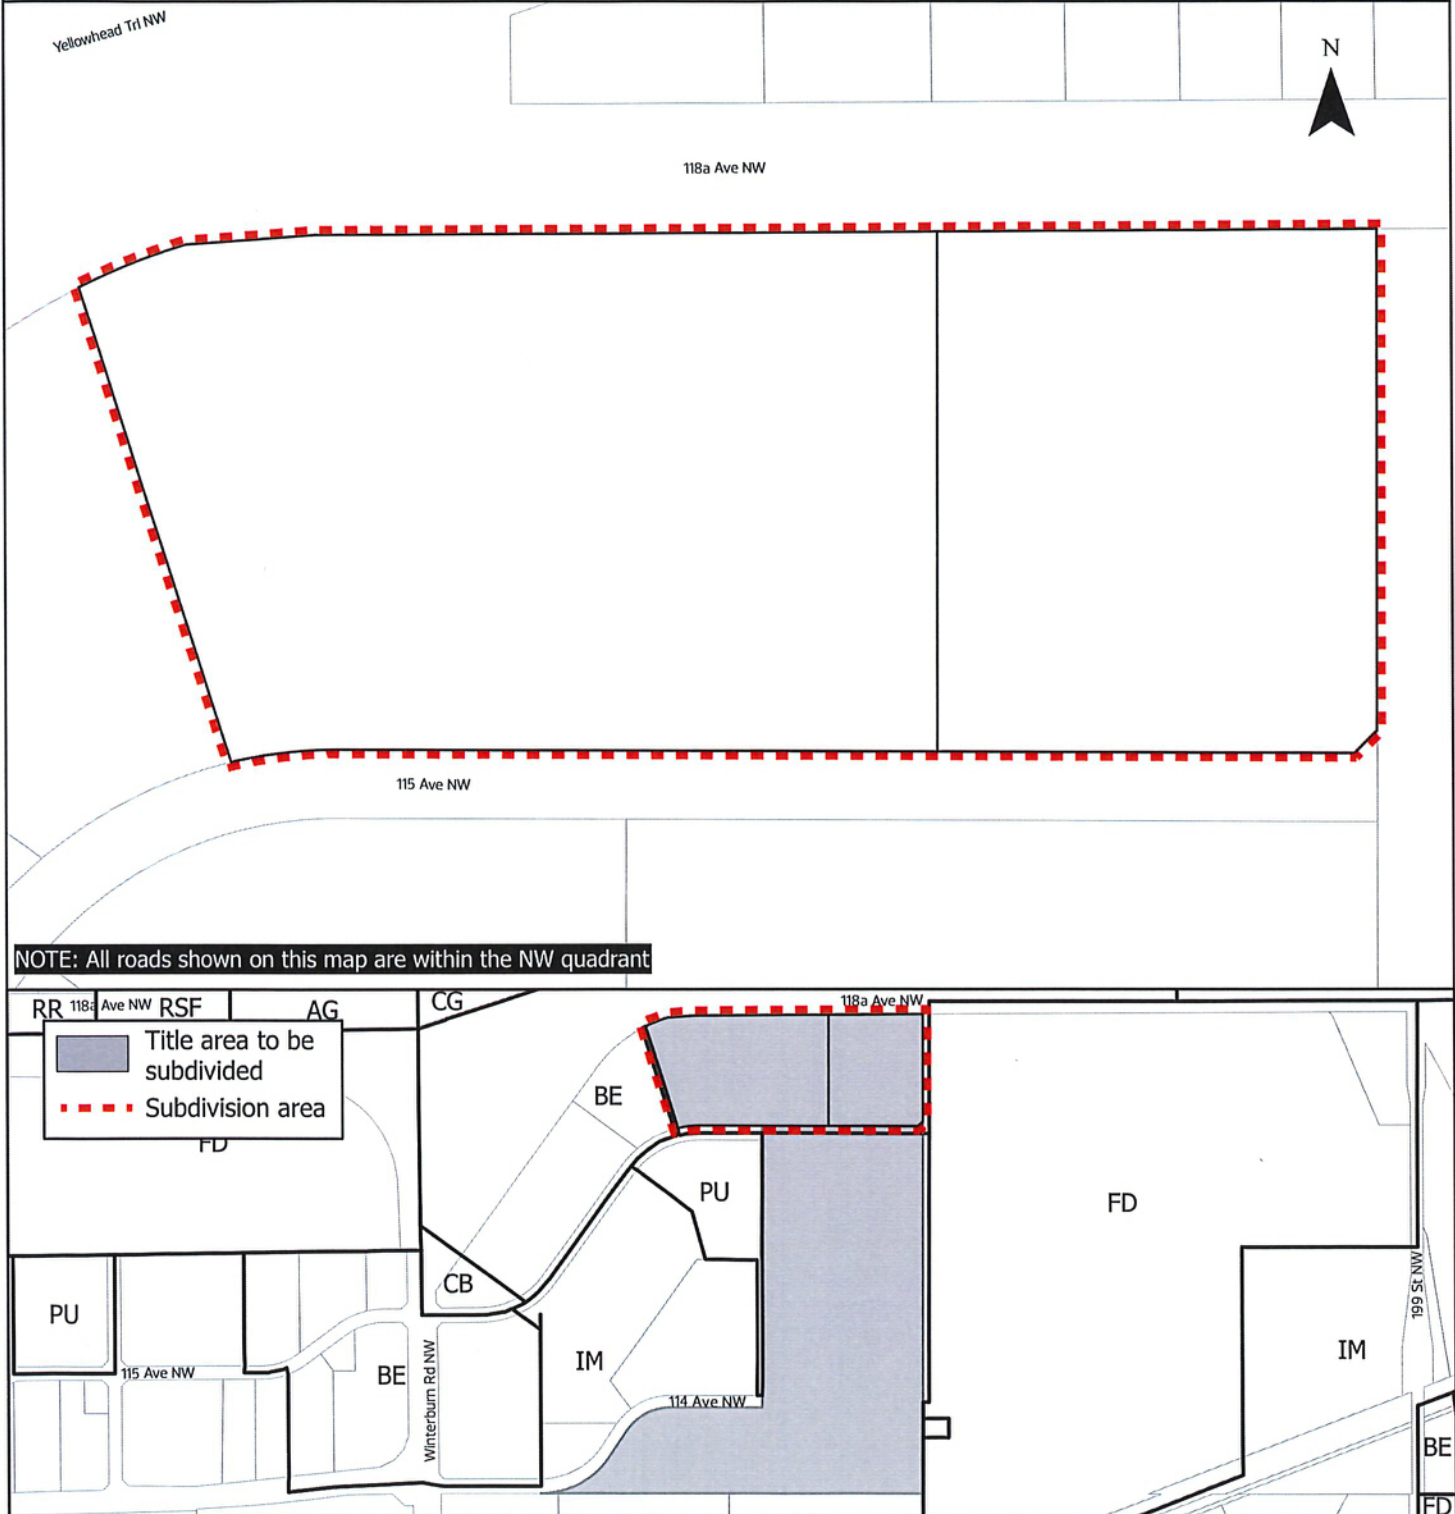 Yellowhead Trl NW
N
118a Ave NW
115 Ave NW
NOTE: All roads shown on this map are within the NW quadrant
RR
118a Ave NW
RSF
AG
CG
118a Ave NW
Title area to be
subdivided
Subdivision area
FD
BE
PU
FD
CB
PU
199 St NW
115 Ave NW
BE
Winterburn Rd NW
IM
IM
114 Ave NW
BE
FD